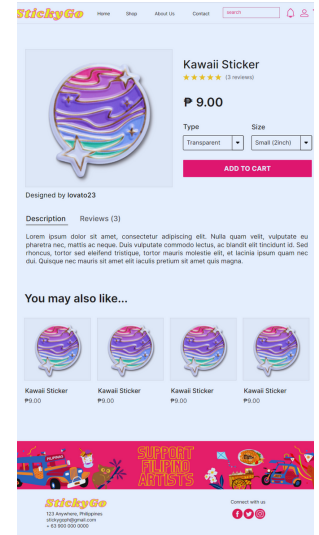 StickyGo
Home Shop About Us Contact search
Kawaii Sticker
★★★★★ (3 reviews)
₱ 9.00
Type Size
Transparent Small (2inch)
ADD TO CART
Designed by lovato23
Description Reviews (3)
Lorem ipsum dolor sit amet, consectetur adipiscing elit. Nulla quam velit, vulputate eu
pharetra nec, mattis ac neque. Duis vulputate commodo lectus, ac blandit elit tincidunt id. Sed
rhoncus, tortor sed eleifend tristique, tortor mauris molestie elit, et lacinia ipsum quam nec
dui. Quisque nec mauris sit amet elit iaculis pretium sit amet quis magna.
You may also like...
Kawaii Sticker Kawaii Sticker Kawaii Sticker Kawaii Sticker
₱9.00 ₱9.00 ₱9.00 ₱9.00
FILIPINO
SUPPORT
FILIPINO
ARTISTS
StickyGo
123 Anywhere, Philippines
stickygoph@gmail.com
+ 63 900 000 0000
Connect with us